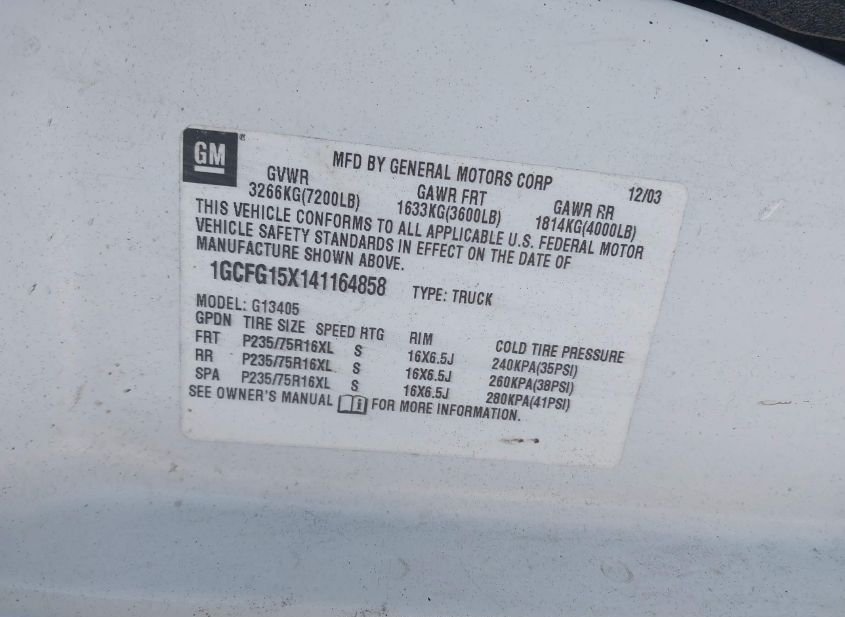 GM ®
MFD BY GENERAL MOTORS CORP 12/03
GVWR GAWR FRT GAWR RR
3266KG(7200LB) 1633KG(3600LB) 1814KG(4000LB)
THIS VEHICLE CONFORMS TO ALL APPLICABLE U.S. FEDERAL MOTOR
VEHICLE SAFETY STANDARDS IN EFFECT ON THE DATE OF
MANUFACTURE SHOWN ABOVE.
1GCFG15X141164858 TYPE: TRUCK
MODEL: G13405
GPDN TIRE SIZE SPEED RTG RIM COLD TIRE PRESSURE
FRT P235/75R16XL S 16X6.5J 240KPA(35PSI)
RR P235/75R16XL S 16X6.5J 260KPA(38PSI)
SPA P235/75R16XL S 16X6.5J 280KPA(41PSI)
SEE OWNER'S MANUAL FOR MORE INFORMATION.